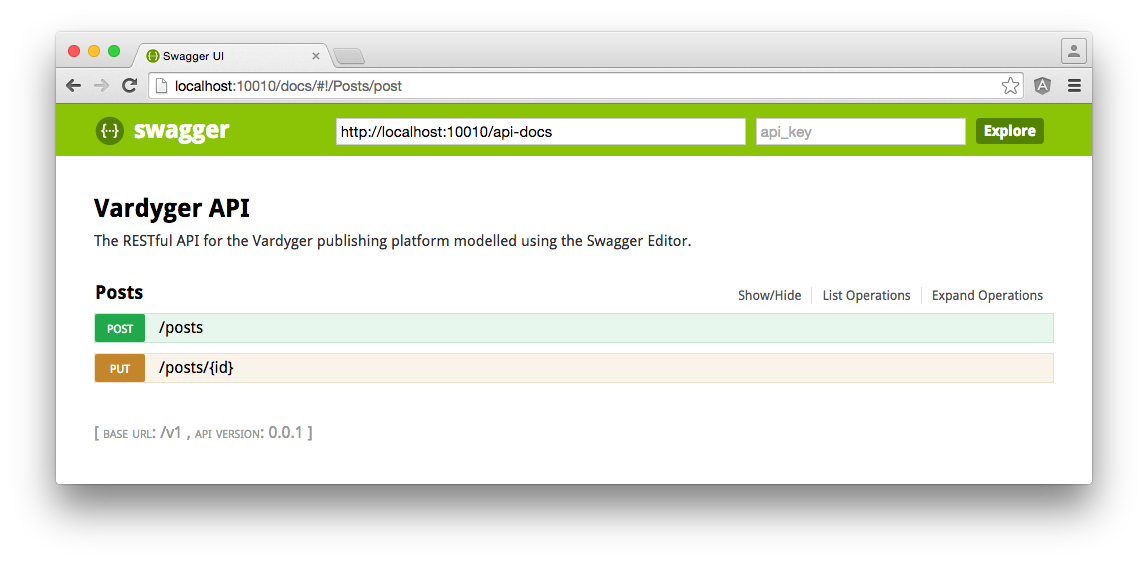 Swagger UI
localhost:10010/docs/#!/Posts/post
{··} swagger
http://localhost:10010/api-docs
api_key
Explore
Vardyger API
The RESTful API for the Vardyger publishing platform modelled using the Swagger Editor.
Posts
Show/Hide
List Operations
Expand Operations
POST /posts
PUT /posts/{id}
[ BASE URL: /v1 , API VERSION: 0.0.1 ]